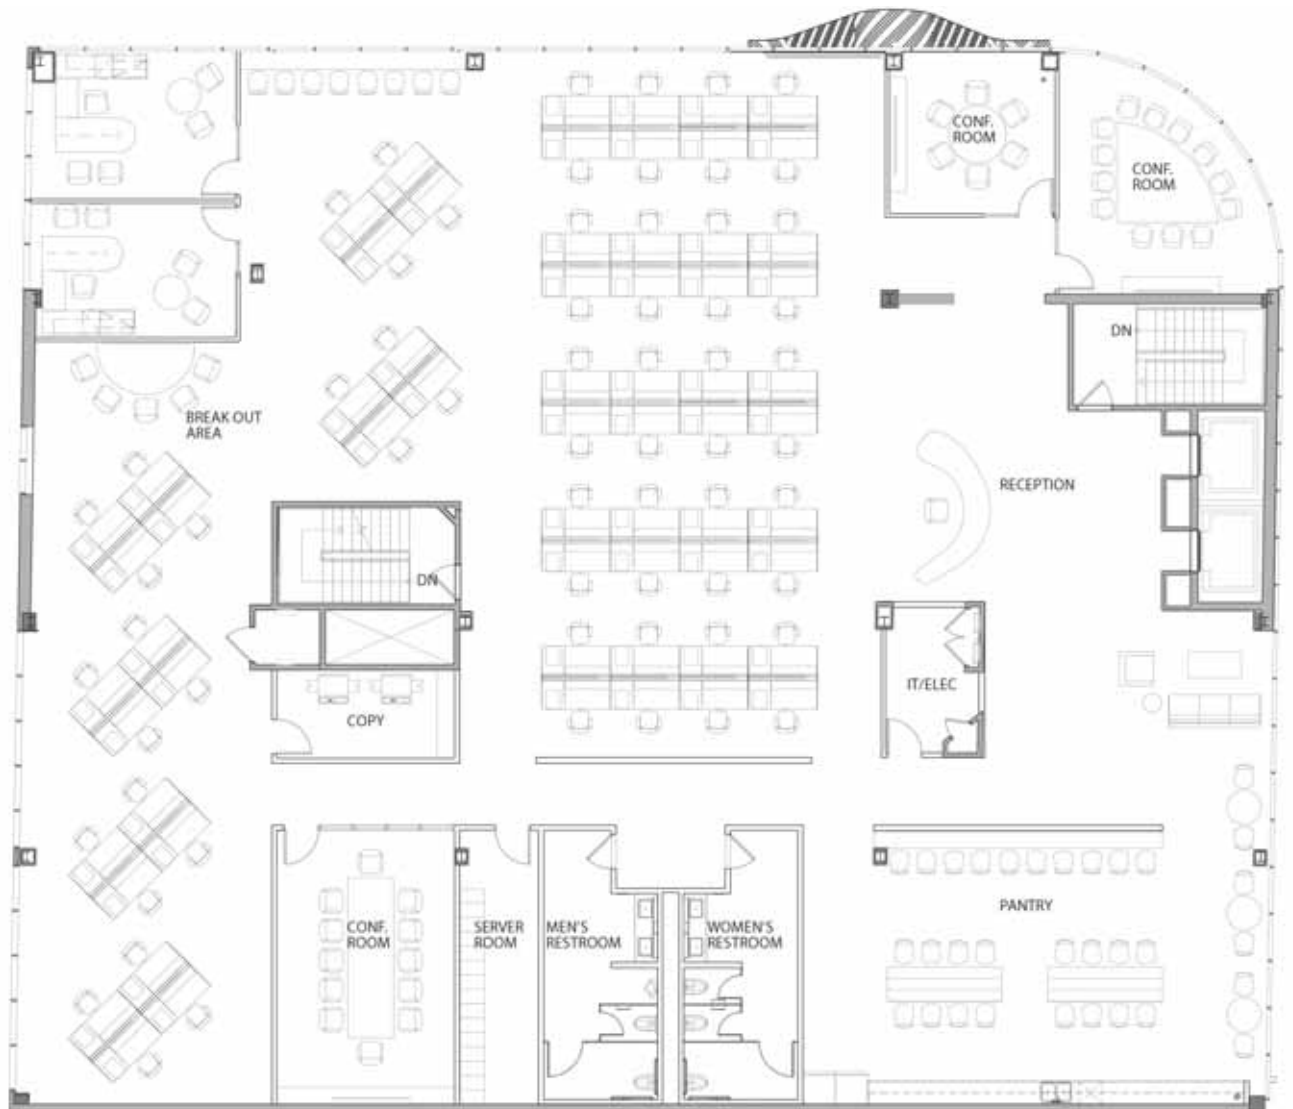 CONF.
ROOM
CONF.
ROOM
DN
BREAK OUT
AREA
RECEPTION
DN
IT/ELEC
COPY
PANTRY
CONF.
ROOM
SERVER
ROOM
MEN'S
RESTROOM
WOMEN'S
RESTROOM